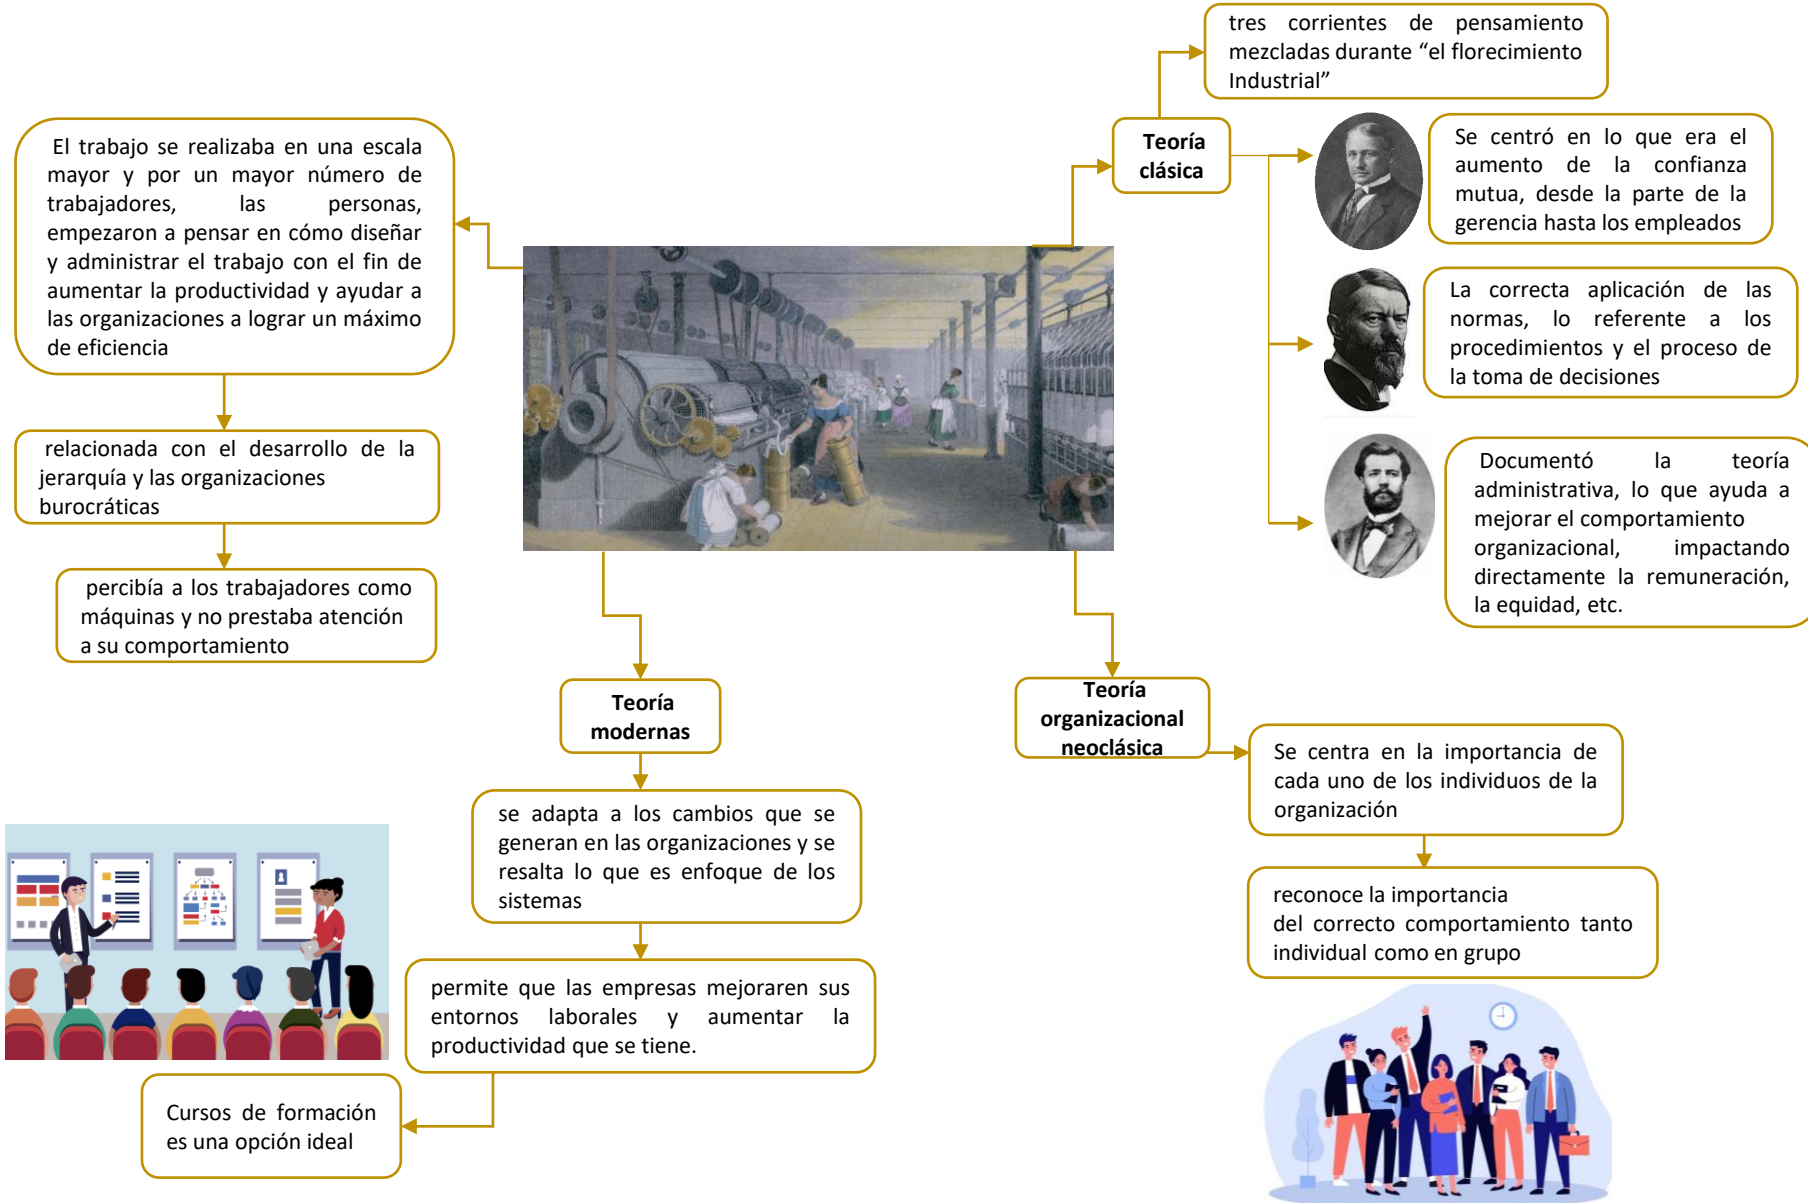 tres corrientes de pensamiento
mezcladas durante “el florecimiento
Industrial”
Teoría
clásica
Se centró en lo que era el
aumento de la confianza
mutua, desde la parte de la
gerencia hasta los empleados
La correcta aplicación de las
normas, lo referente a los
procedimientos y el proceso de
la toma de decisiones
Documentó la teoría
administrativa, lo que ayuda a
mejorar el comportamiento
organizacional, impactando
directamente la remuneración,
la equidad, etc.
El trabajo se realizaba en una escala
mayor y por un mayor número de
trabajadores, las personas,
empezaron a pensar en cómo diseñar
y administrar el trabajo con el fin de
aumentar la productividad y ayudar a
las organizaciones a lograr un máximo
de eficiencia
relacionada con el desarrollo de la
jerarquía y las organizaciones
burocráticas
percibía a los trabajadores como
máquinas y no prestaba atención
a su comportamiento
Teoría
modernas
se adapta a los cambios que se
generan en las organizaciones y se
resalta lo que es enfoque de los
sistemas
permite que las empresas mejoraren sus
entornos laborales y aumentar la
productividad que se tiene.
Cursos de formación
es una opción ideal
Teoría
organizacional
neoclásica
Se centra en la importancia de
cada uno de los individuos de la
organización
reconoce la importancia
del correcto comportamiento tanto
individual como en grupo